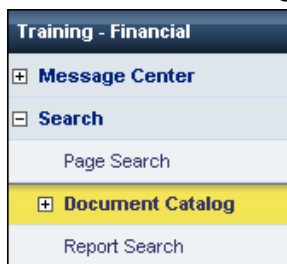 Training - Financial
Message Center
Search
Page Search
Document Catalog
Report Search